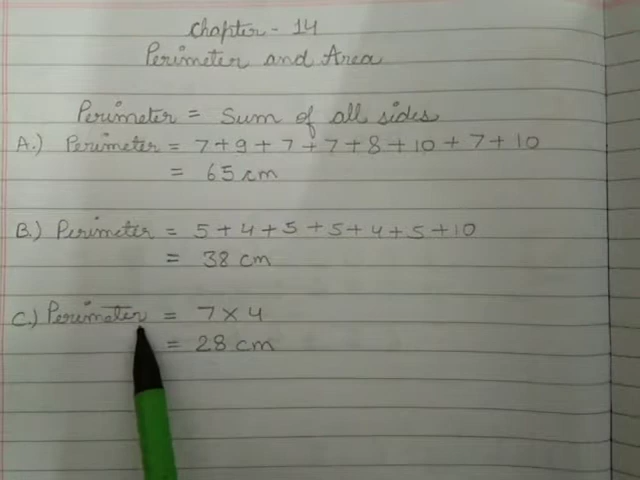 Chapter - 14
Perimeter and Area
Perimeter = Sum of all sides
A.) Perimeter = 7+9+7+7+8+10+7+10
= 65 cm
B.) Perimeter = 5+4+5+5+4+5+10
= 38 cm
C.) Perimeter = 7×4
= 28 cm